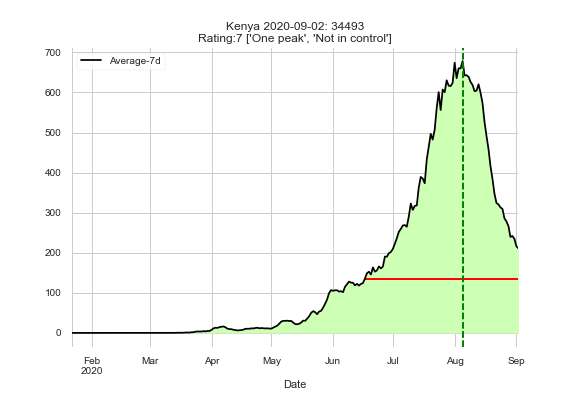 Kenya 2020-09-02: 34493
Rating:7 ['One peak', 'Not in control']
700
600
500
400
300
200
100
0
Average-7d
Feb Mar Apr May Jun Jul Aug Sep
2020
Date